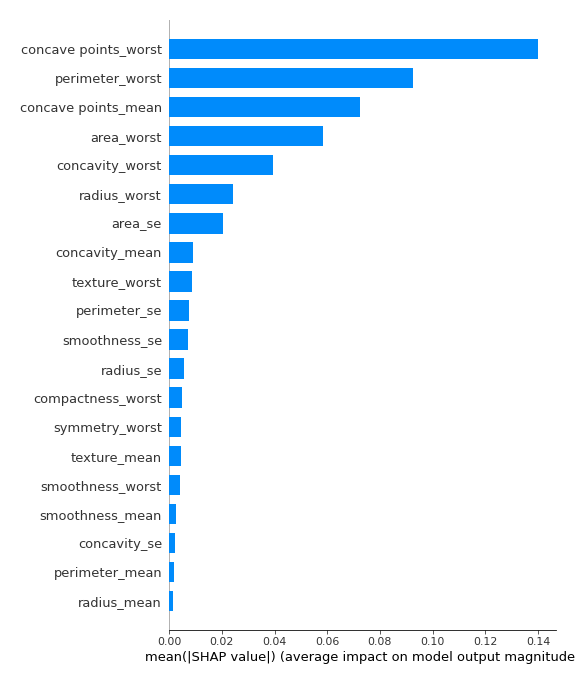 concave points_worst
perimeter_worst
concave points_mean
area_worst
concavity_worst
radius_worst
area_se
concavity_mean
texture_worst
perimeter_se
smoothness_se
radius_se
compactness_worst
symmetry_worst
texture_mean
smoothness_worst
smoothness_mean
concavity_se
perimeter_mean
radius_mean
0.00 0.02 0.04 0.06 0.08 0.10 0.12 0.14
mean(|SHAP value|) (average impact on model output magnitude